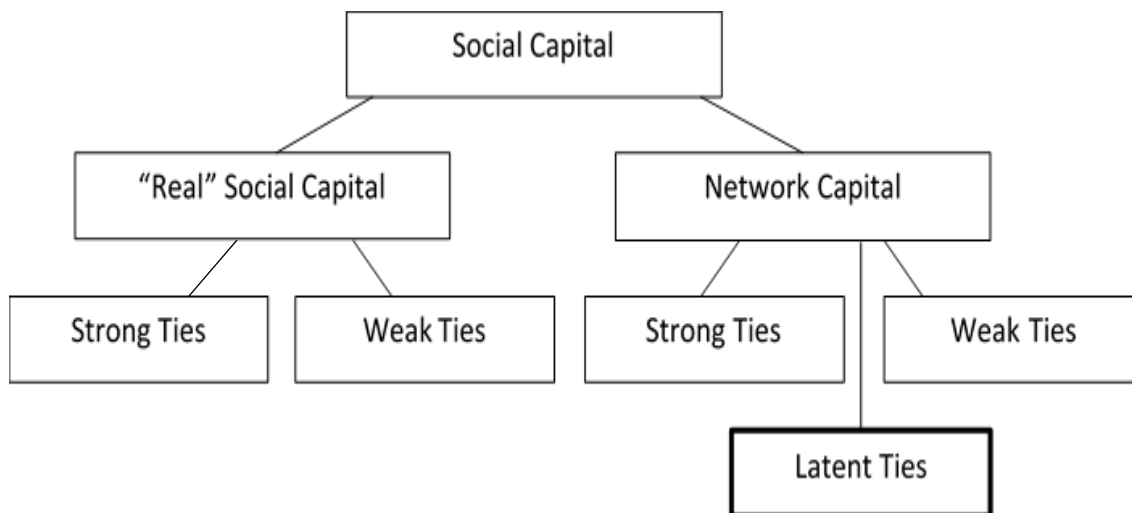 Social Capital
“Real” Social Capital
Network Capital
Strong Ties
Weak Ties
Strong Ties
Weak Ties
Latent Ties